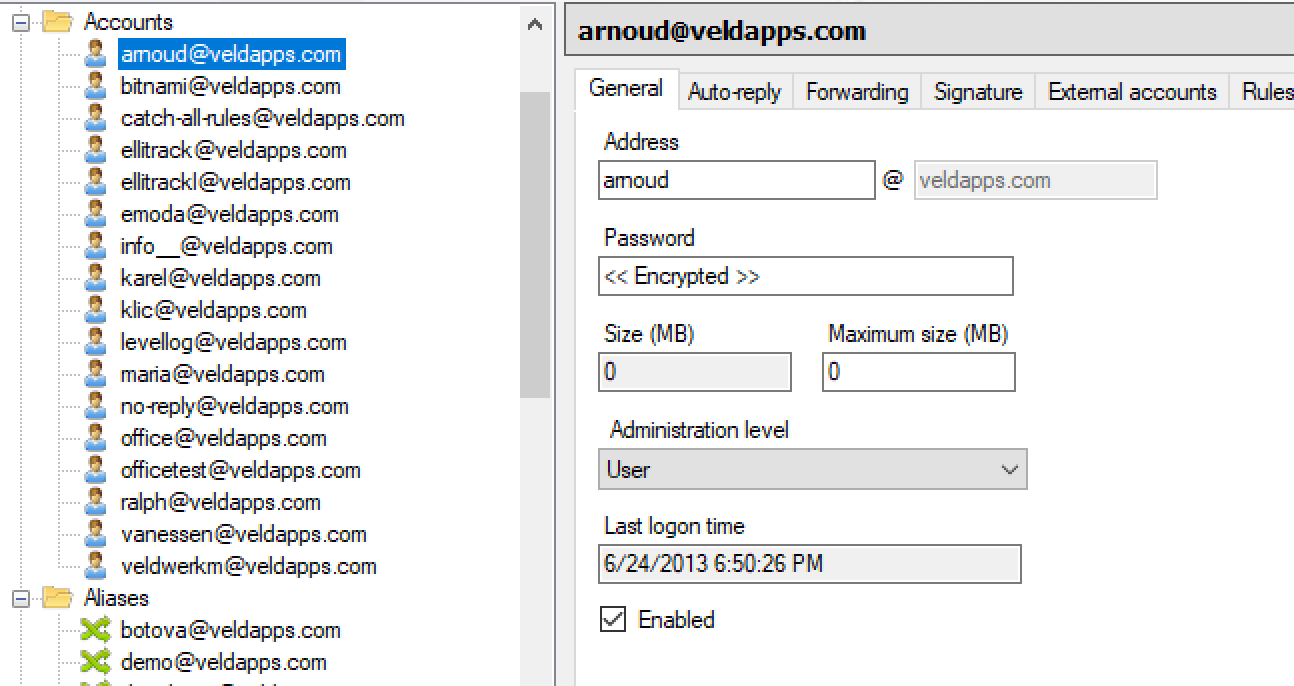 Accounts
arnoud@veldapps.com
bitnami@veldapps.com
catch-all-rules@veldapps.com
ellitrack@veldapps.com
ellitrackl@veldapps.com
emoda@veldapps.com
info__@veldapps.com
karel@veldapps.com
klic@veldapps.com
levellog@veldapps.com
maria@veldapps.com
no-reply@veldapps.com
office@veldapps.com
officetest@veldapps.com
ralph@veldapps.com
vanessen@veldapps.com
veldwerkm@veldapps.com
Aliases
botova@veldapps.com
demo@veldapps.com
arnoud@veldapps.com
General Auto-reply Forwarding Signature External accounts Rules
Address
arnoud @ veldapps.com
Password
<< Encrypted >>
Size (MB) Maximum size (MB)
0 0
Administration level
User
Last logon time
6/24/2013 6:50:26 PM
Enabled